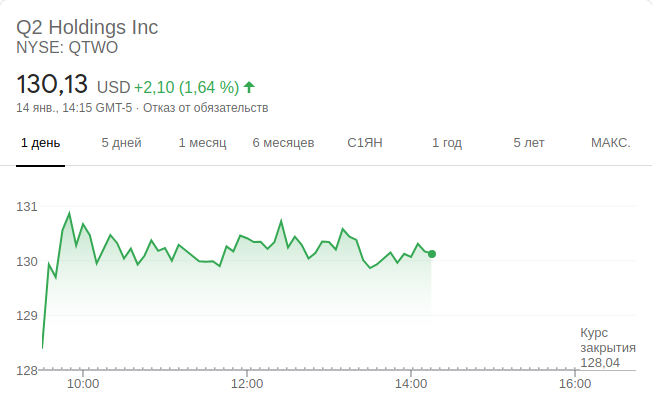 Q2 Holdings Inc
NYSE: QTWO
130,13 USD +2,10 (1,64 %)
14 янв., 14:15 GMT-5 · Отказ от обязательств
1 день 5 дней 1 месяц 6 месяцев С1ЯН 1 год 5 лет МАКС.
131
130
129
128
Курс
закрытия
128,04
10:00 12:00 14:00 16:00